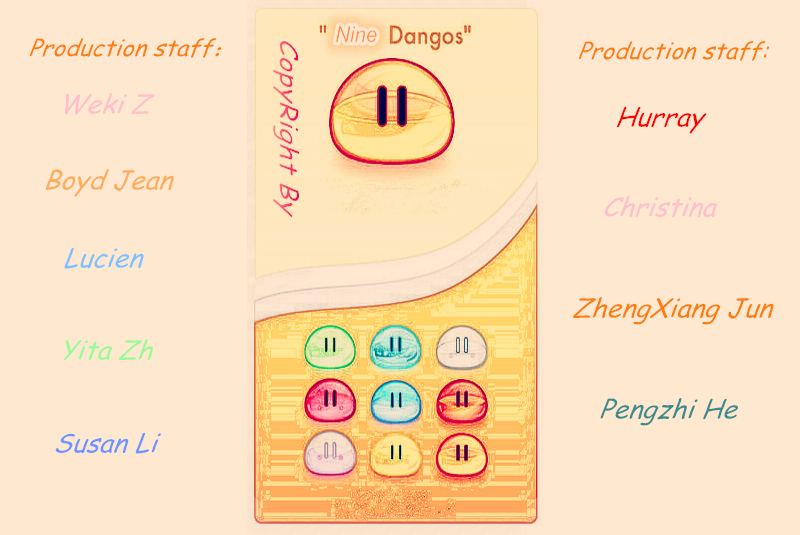 Production staff:
Weki Z
Boyd Jean
Lucien
Yita Zh
Susan Li
" Nine Dangos"
CopyRight By
Production staff:
Hurray
Christina
ZhengXiang Jun
Pengzhi He